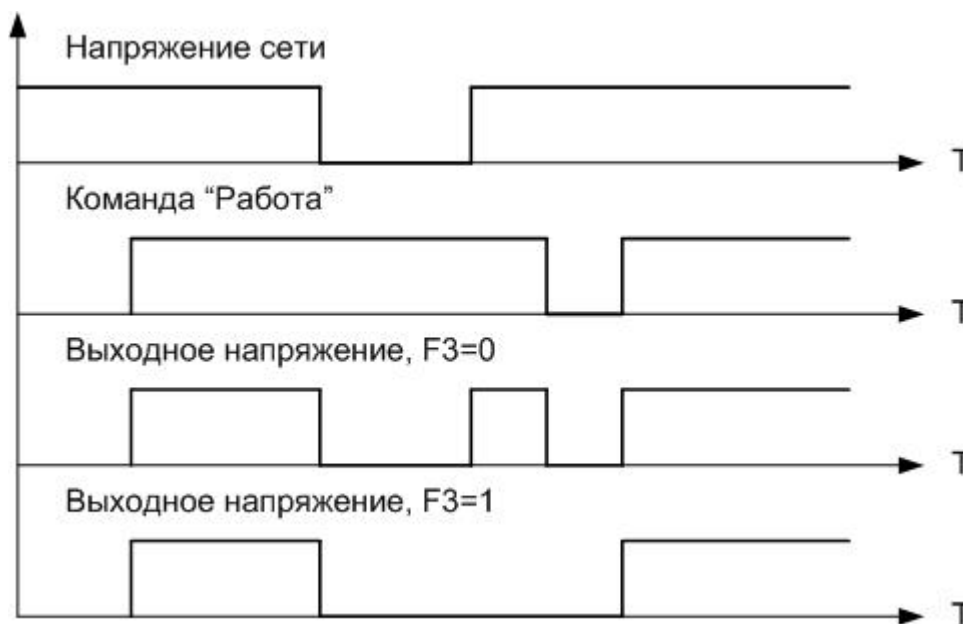 Напряжение сети
T
Команда “Работа”
T
Выходное напряжение, F3=0
T
Выходное напряжение, F3=1
T